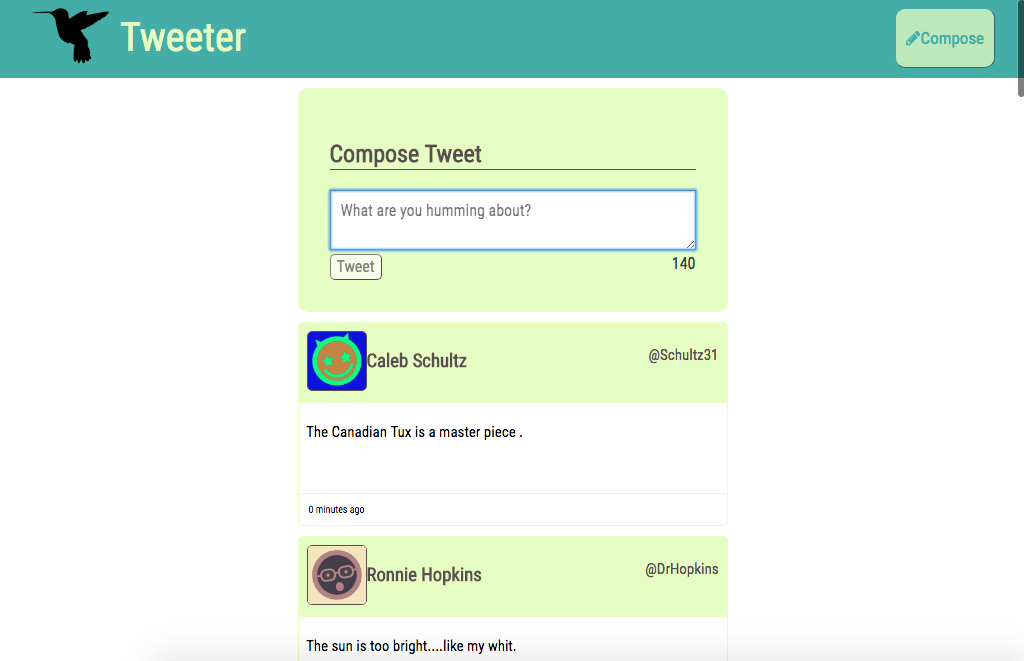 Tweeter
Compose
Compose Tweet
What are you humming about?
Tweet
140
Caleb Schultz
@Schultz31
The Canadian Tux is a master piece .
0 minutes ago
Ronnie Hopkins
@DrHopkins
The sun is too bright....like my whit.